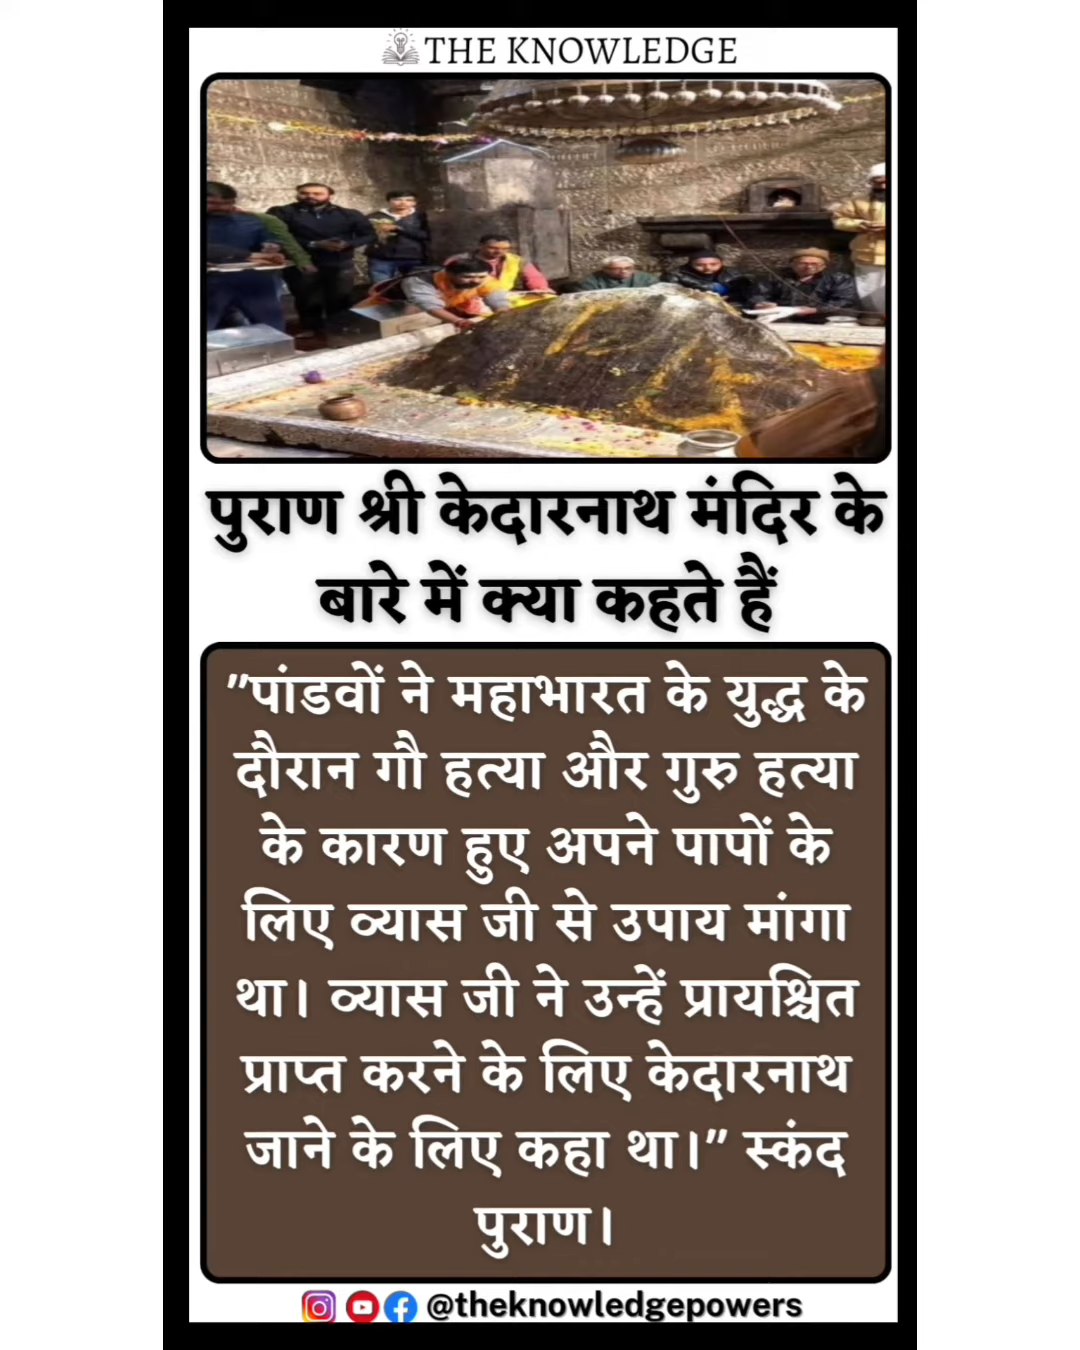 THE KNOWLEDGE
पुराण श्री केदारनाथ मंदिर के
बारे में क्या कहते हैं
"पांडवों ने महाभारत के युद्ध के
दौरान गौ हत्या और गुरु हत्या
के कारण हुए अपने पापों के
लिए व्यास जी से उपाय मांगा
था। व्यास जी ने उन्हें प्रायश्चित
प्राप्त करने के लिए केदारनाथ
जाने के लिए कहा था।" स्कंद
पुराण।
@theknowledgepowers